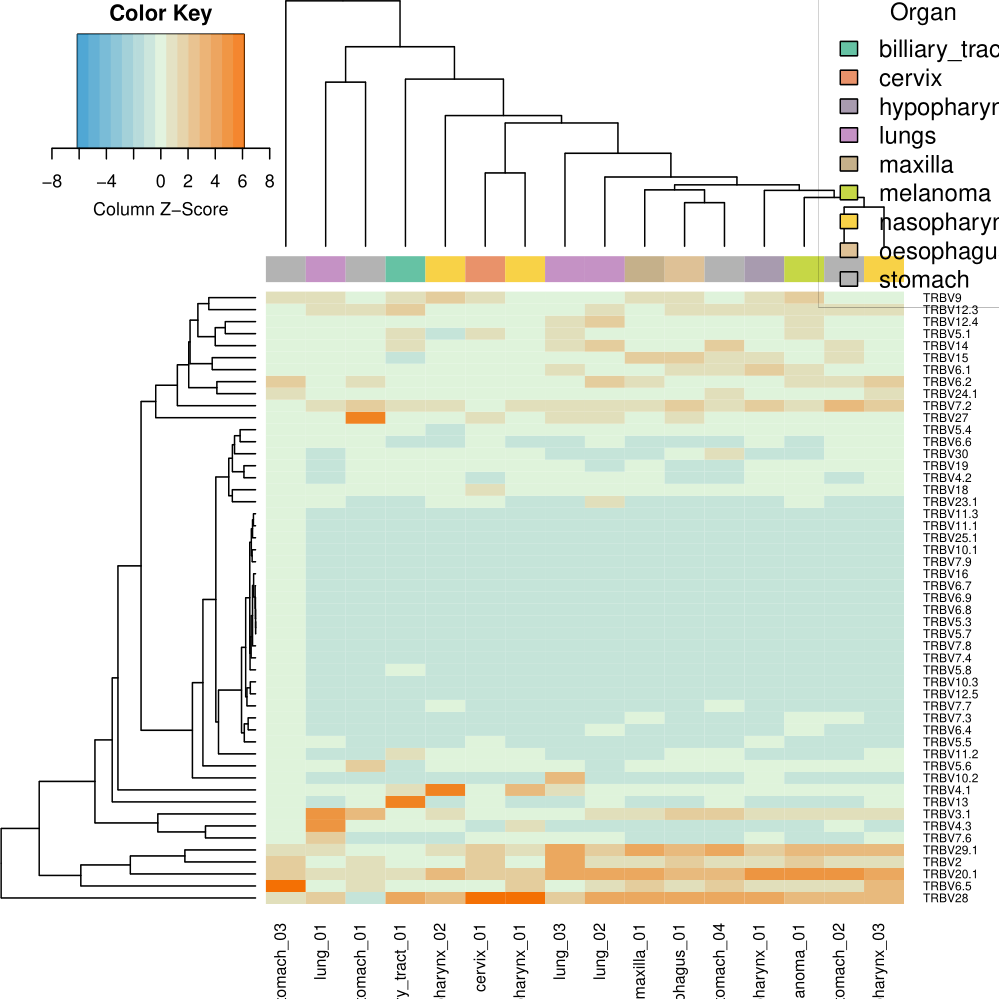 Color Key
−8 −4 0 2 4 6 8
Column Z−Score
Organ
billiary_trac
cervix
hypopharyn
lungs
maxilla
melanoma
nasopharyn
oesophagu
stomach
TRBV9
TRBV12.3
TRBV12.4
TRBV5.1
TRBV14
TRBV15
TRBV6.1
TRBV6.2
TRBV24.1
TRBV7.2
TRBV27
TRBV5.4
TRBV6.6
TRBV30
TRBV19
TRBV4.2
TRBV18
TRBV23.1
TRBV11.3
TRBV11.1
TRBV25.1
TRBV10.1
TRBV7.9
TRBV16
TRBV6.7
TRBV6.9
TRBV6.8
TRBV5.3
TRBV5.7
TRBV7.8
TRBV7.4
TRBV5.8
TRBV10.3
TRBV12.5
TRBV7.7
TRBV7.3
TRBV6.4
TRBV5.5
TRBV11.2
TRBV5.6
TRBV10.2
TRBV4.1
TRBV13
TRBV3.1
TRBV4.3
TRBV7.6
TRBV29.1
TRBV2
TRBV20.1
TRBV6.5
TRBV28
tomach_03
lung_01
tomach_01
ry_tract_01
harynx_02
cervix_01
harynx_01
lung_03
lung_02
maxilla_01
phagus_01
tomach_04
harynx_01
anoma_01
tomach_02
harynx_03